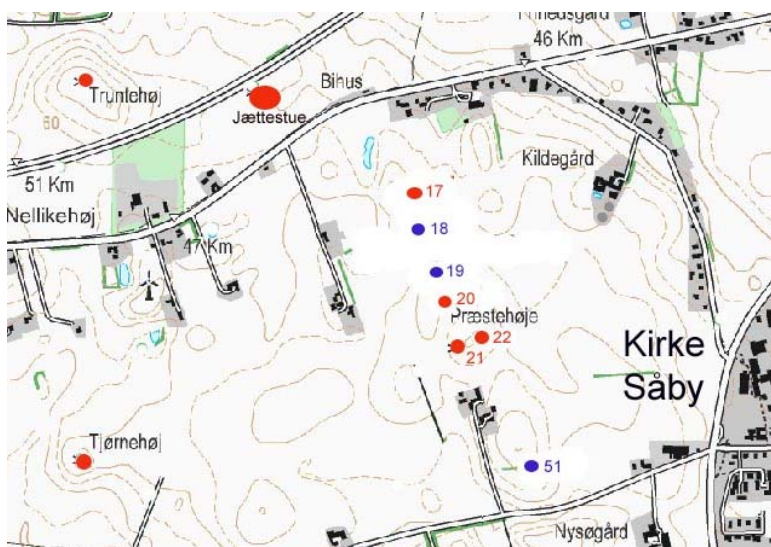 46 Km
Truntehøj
Bihus
Jættestue
60
Kildegård
51 Km
17
Nellikehøj
18
47 Km
19
20
Præstehøje
22
21
Kirke
Såby
Tjørnehøj
51
Nysøgård